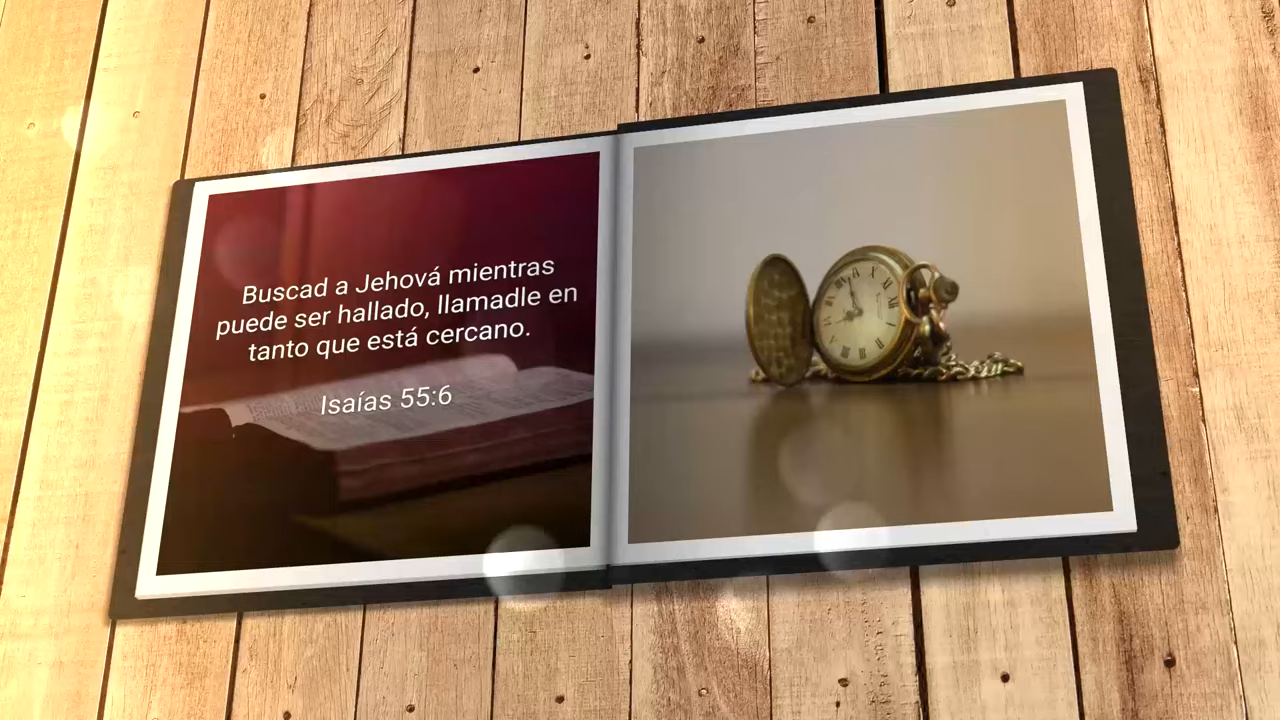 Buscad a Jehová mientras
puede ser hallado, llamadle en
tanto que está cercano.
Isaías 55:6